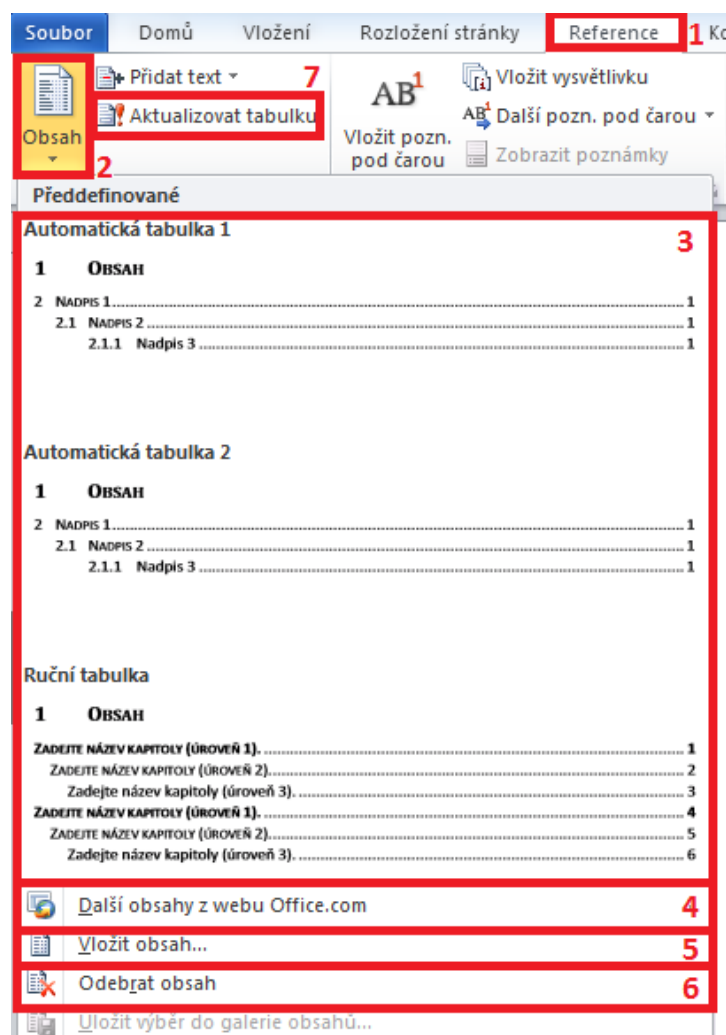 Soubor Domů Vložení Rozložení stránky Reference 1 Ko
Přidat text 7
Aktualizovat tabulku
Obsah
2
AB1
Vložit pozn.
pod čarou
Vložit vysvětlivku
Další pozn. pod čarou
Zobrazit poznámky
Předdefinované
Automatická tabulka 1 3
1 Obsah
2 Nadpis 1 1
2.1 Nadpis 2 1
2.1.1 Nadpis 3 1
Automatická tabulka 2
1 Obsah
2 Nadpis 1 1
2.1 Nadpis 2 1
2.1.1 Nadpis 3 1
Ruční tabulka
1 Obsah
Zadejte název kapitoly (úroveň 1). 1
Zadejte název kapitoly (úroveň 2). 2
Zadejte název kapitoly (úroveň 3). 3
Zadejte název kapitoly (úroveň 1). 4
Zadejte název kapitoly (úroveň 2). 5
Zadejte název kapitoly (úroveň 3). 6
Další obsahy z webu Office.com 4
Vložit obsah... 5
Odebrat obsah 6
Uložit výběr do galerie obsahů...